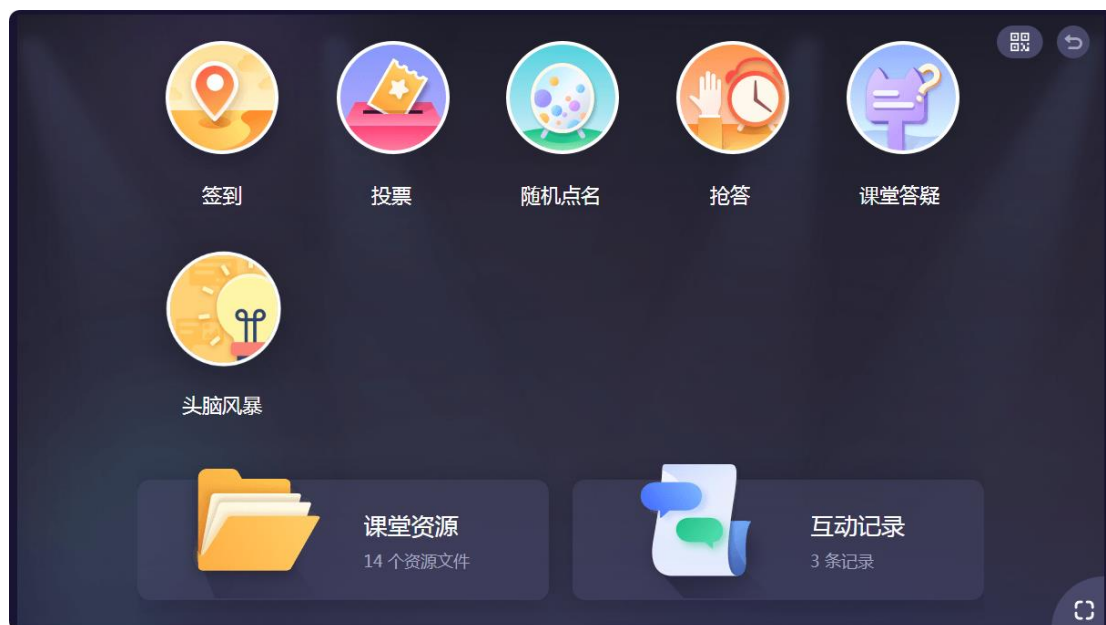 签到
投票
随机点名
抢答
课堂答疑
头脑风暴
课堂资源
14 个资源文件
互动记录
3 条记录